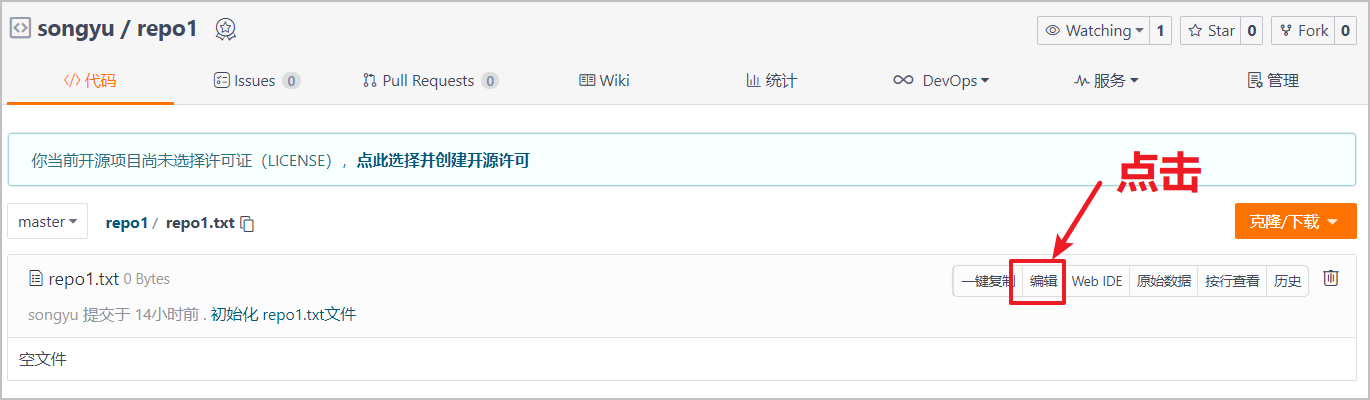 songyu / repo1
Watching 1 Star 0 Fork 0
代码 Issues 0 Pull Requests 0 Wiki 统计 DevOps 服务 管理
你当前开源项目尚未选择许可证（LICENSE），点此选择并创建开源许可
点击
master repo1 / repo1.txt 克隆/下载
repo1.txt 0 Bytes 一键复制 编辑 Web IDE 原始数据 按行查看 历史
songyu 提交于 14小时前 . 初始化 repo1.txt文件
空文件